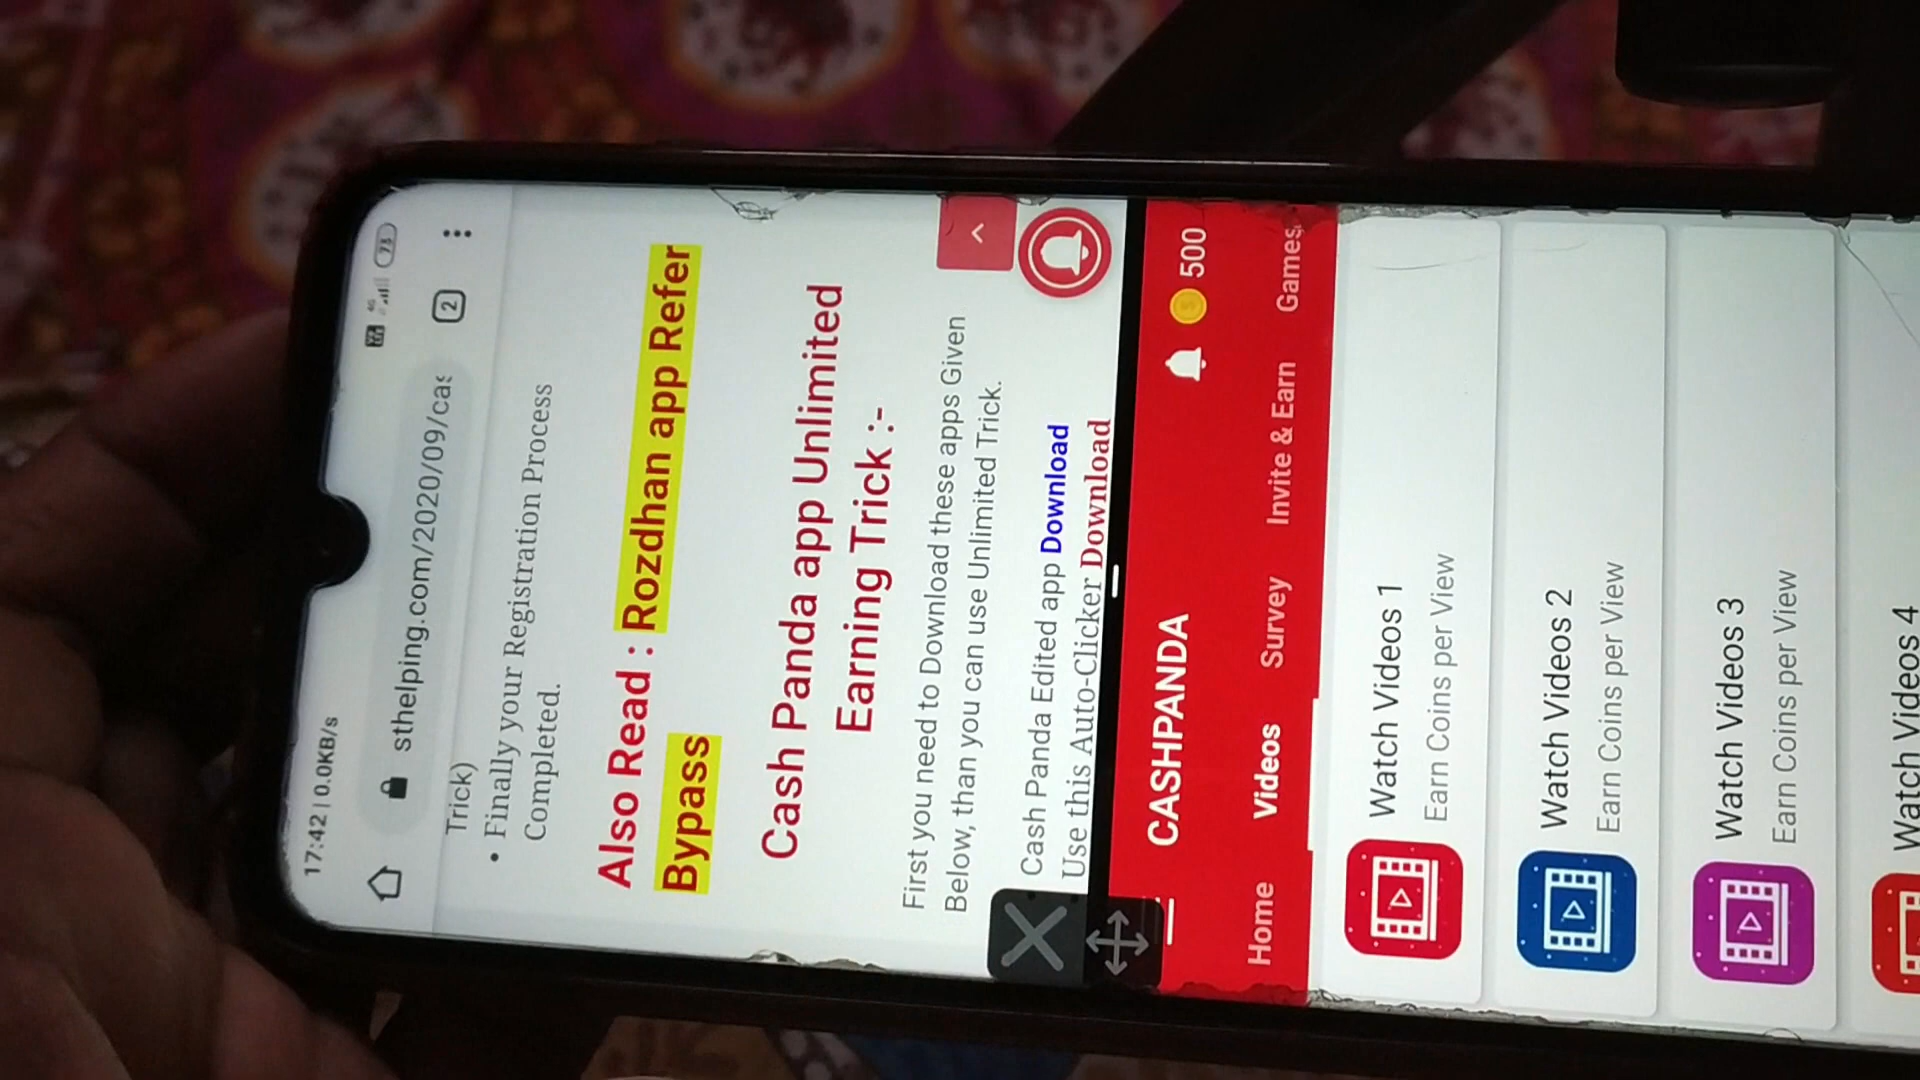 17:42 | 0.0KB/s
4G
73
sthelping.com/2020/09/cas
2
Trick)
• Finally your Registration Process
Completed.
Also Read : Rozdhan app Refer
Bypass
Cash Panda app Unlimited
Earning Trick :-
First you need to Download these apps Given
Below, than you can use Unlimited Trick.
Cash Panda Edited app Download
Use this Auto-Clicker Download
CASHPANDA
500
Home Videos Survey Invite & Earn Games
Watch Videos 1
Earn Coins per View
Watch Videos 2
Earn Coins per View
Watch Videos 3
Earn Coins per View
Watch Videos 4